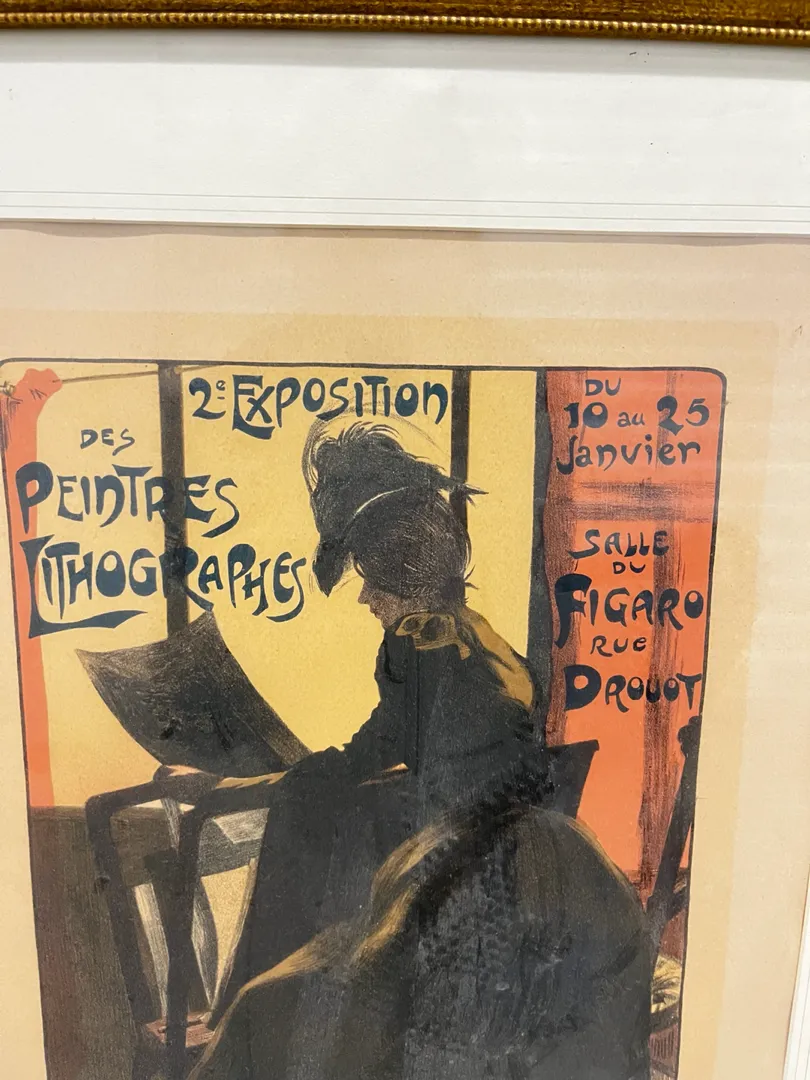 2e EXPOSITION
DES
PEINTRES
LITHOGRAPHES
DU
10 au 25
Janvier
SALLE
DU
FIGARO
RUE
DROUOT